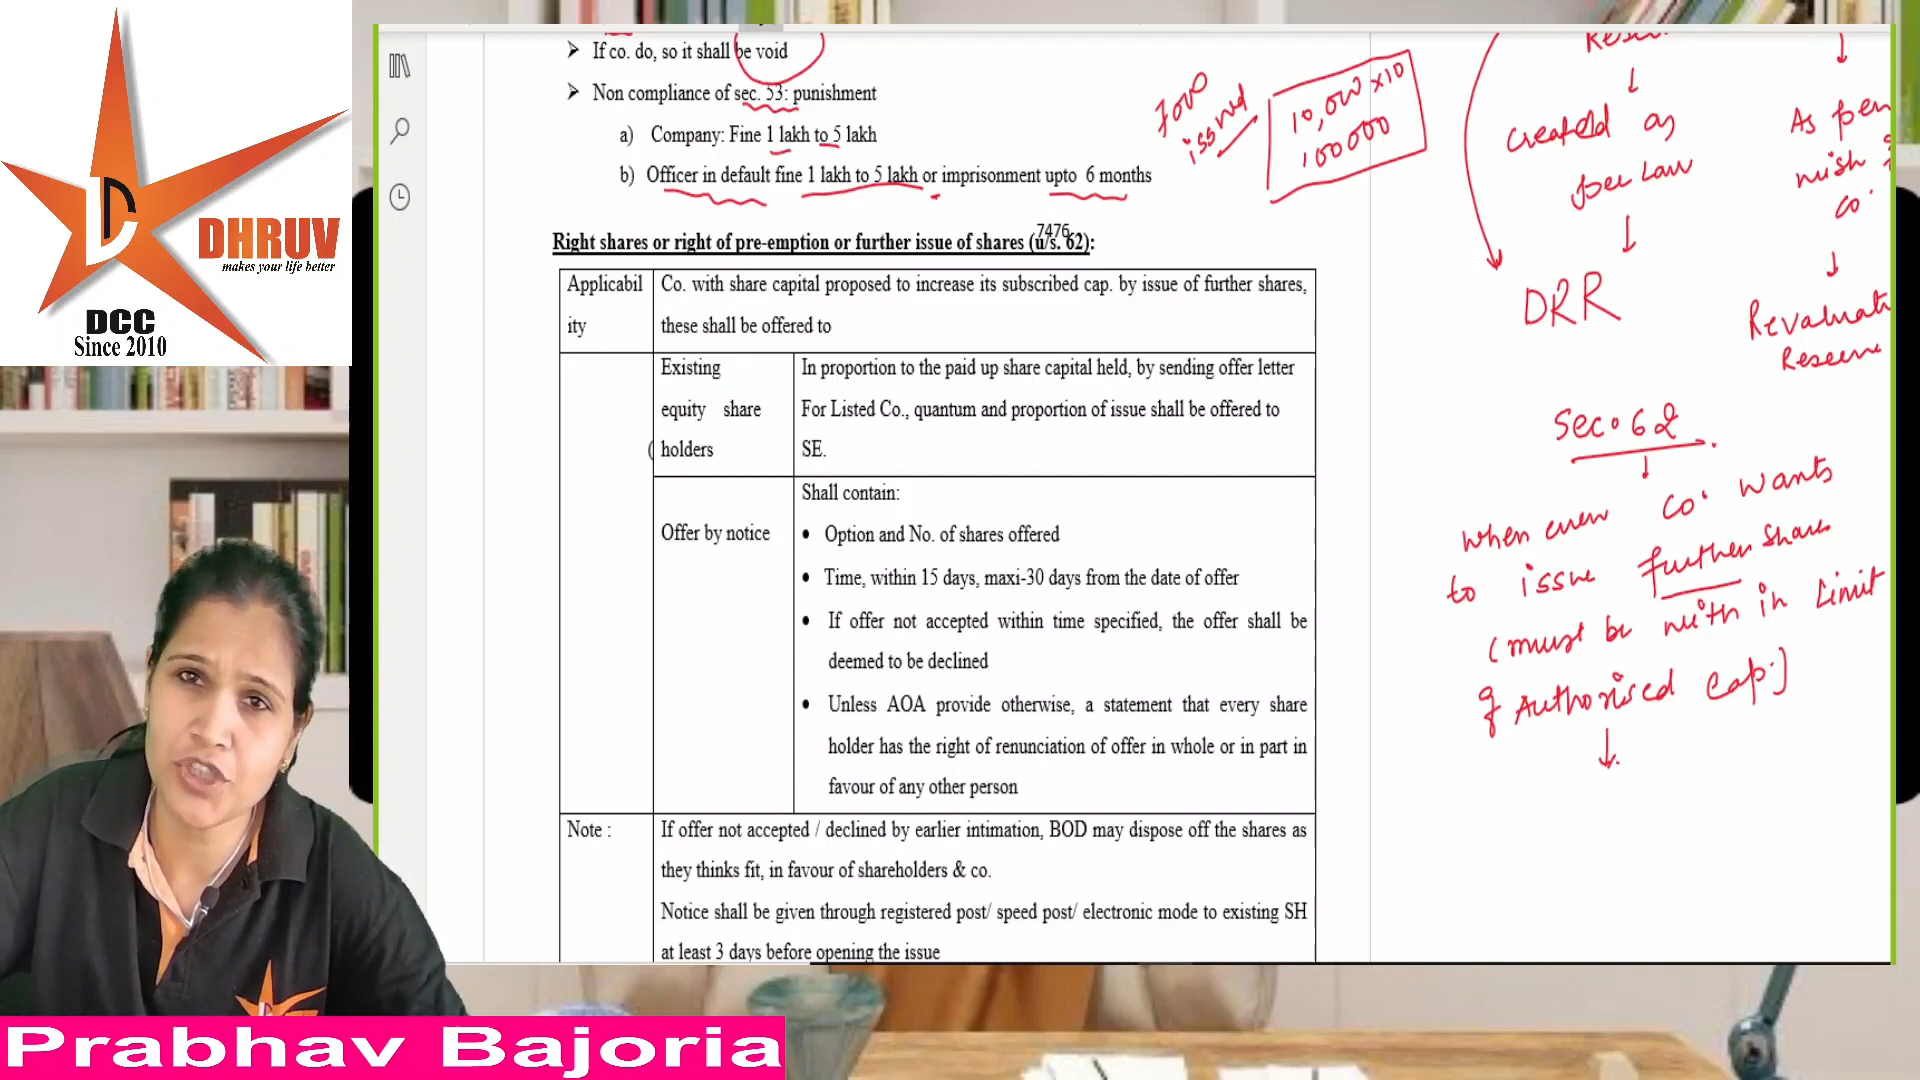 DHRUV
makes your life better
DCC
Since 2010
Prabhav Bajoria
➤ If co. do, so it shall be void
➤ Non compliance of sec. 53: punishment
a) Company: Fine 1 lakh to 5 lakh
b) Officer in default fine 1 lakh to 5 lakh or imprisonment upto 6 months
7476
Right shares or right of pre-emption or further issue of shares (u/s. 62):
Applicabil
ity
Co. with share capital proposed to increase its subscribed cap. by issue of further shares,
these shall be offered to
Existing
equity share
holders
In proportion to the paid up share capital held, by sending offer letter
For Listed Co., quantum and proportion of issue shall be offered to
SE.
Offer by notice
Shall contain:
• Option and No. of shares offered
• Time, within 15 days, maxi-30 days from the date of offer
• If offer not accepted within time specified, the offer shall be
deemed to be declined
• Unless AOA provide otherwise, a statement that every share
holder has the right of renunciation of offer in whole or in part in
favour of any other person
Note :
If offer not accepted / declined by earlier intimation, BOD may dispose off the shares as
they thinks fit, in favour of shareholders & co.
Notice shall be given through registered post/ speed post/ electronic mode to existing SH
at least 3 days before opening the issue
issued
10,000 x 10
100000
Created as
per law
DRR
As per
wish
co.
Revaluat
Reserve
Sec. 62
When ever Co. wants
to issue further shares
(must be with in Limit
of Authorised Cap.)